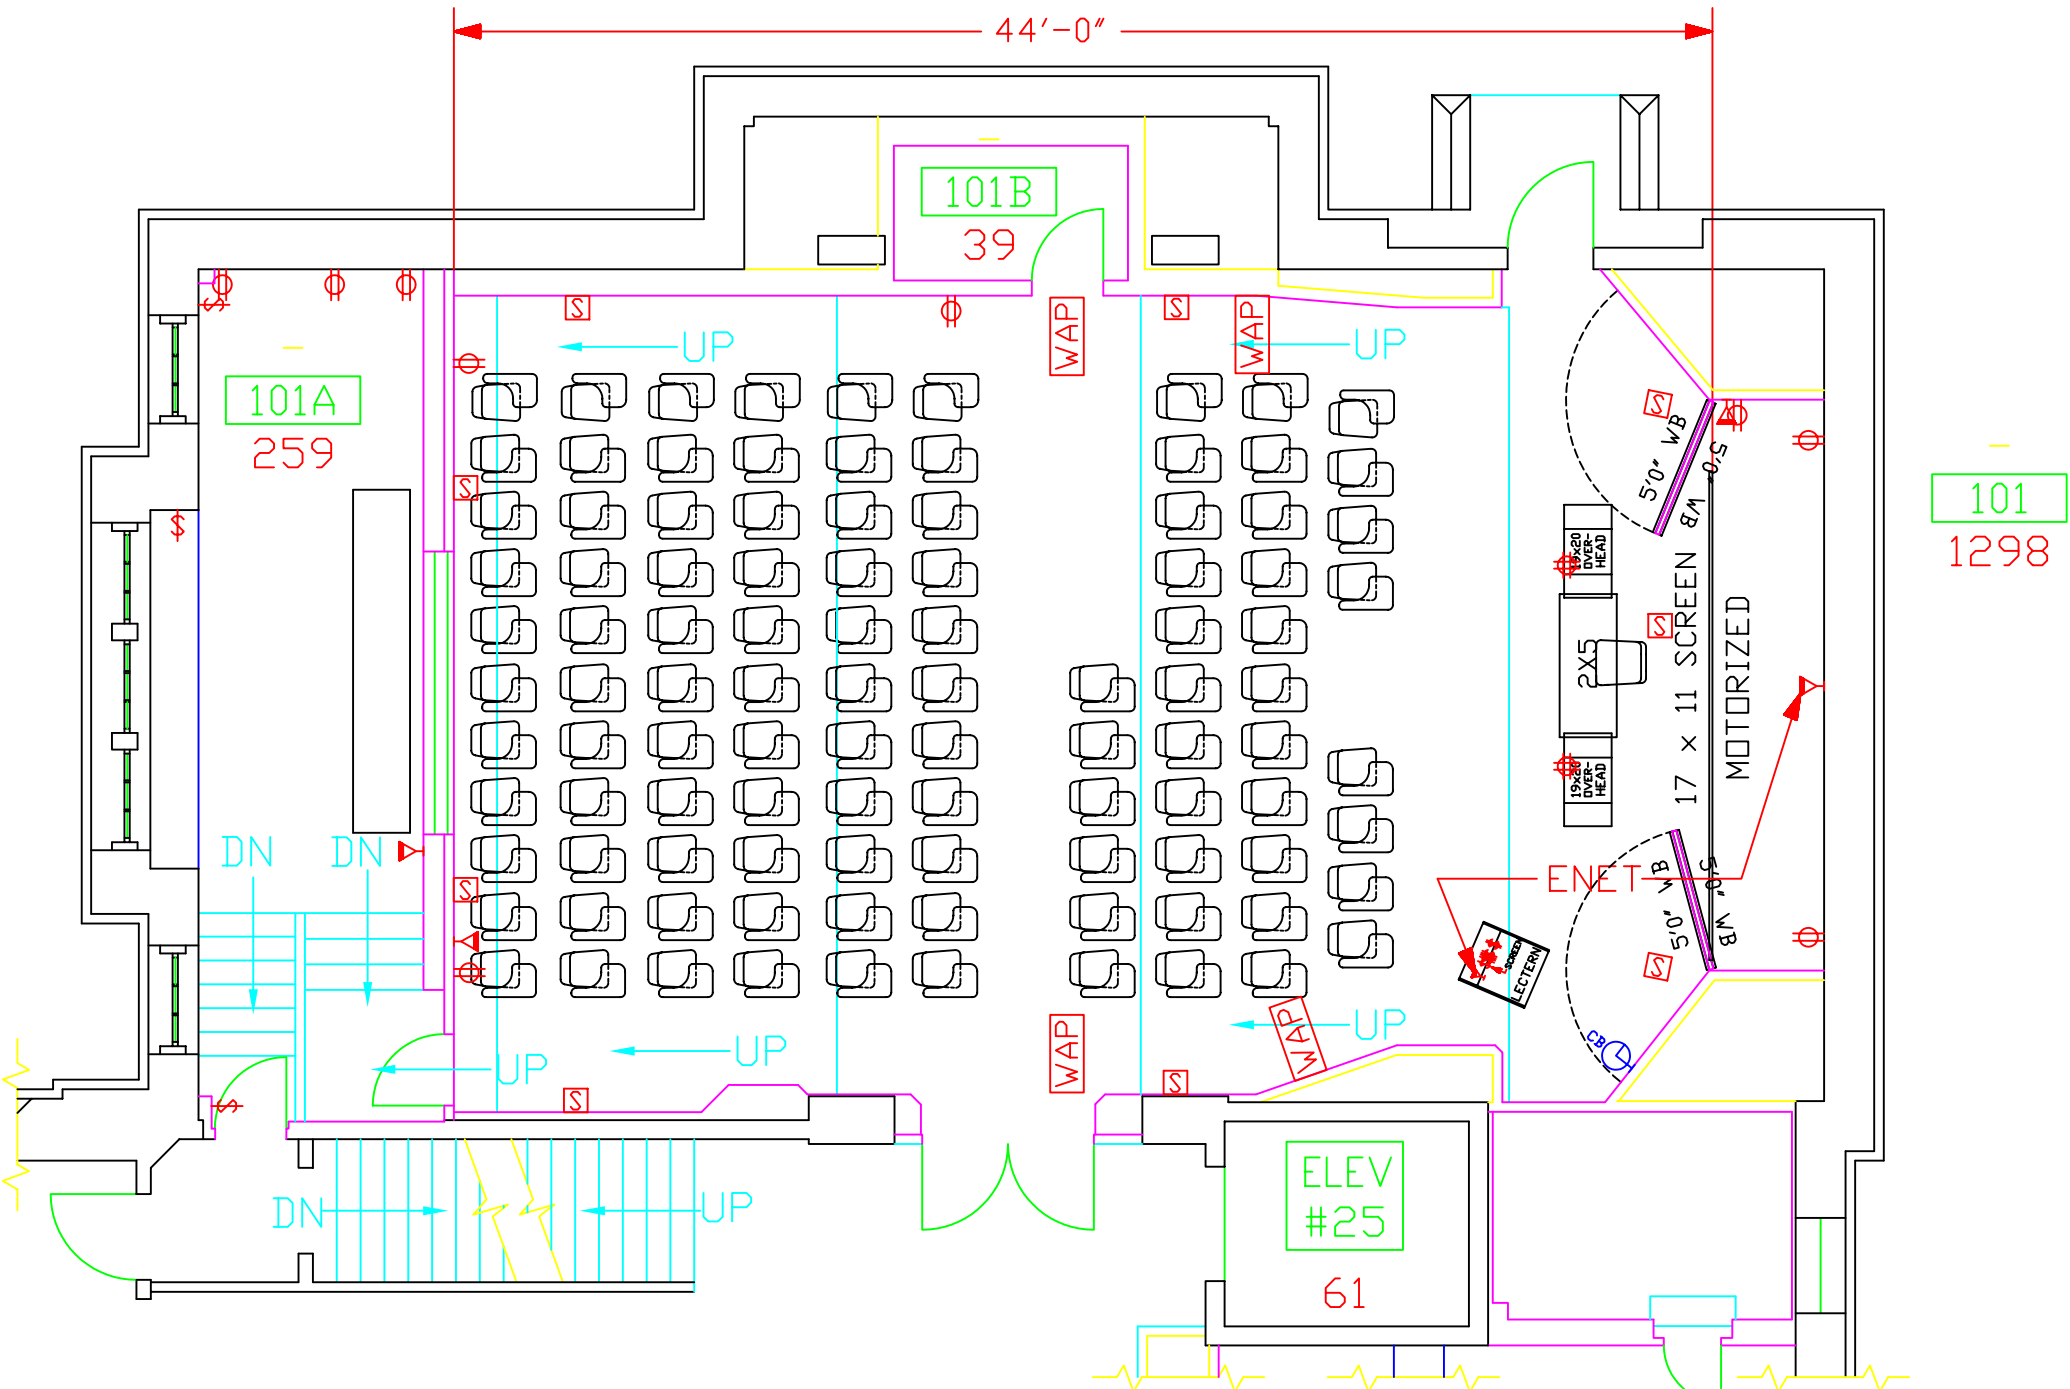 44'-0"
101B
39
WAP
WAP
S
S
UP
UP
101A
259
S
S
5'0" WB
5'0" WB
101
1298
19x20
OVER-
HEAD
2X5
S
17 x 11 SCREEN
MOTORIZED
19x20
OVER-
HEAD
DN
DN
S
ENET
5'0" WB
5'0" WB
SCREEN
LECTERN
S
CB
WAP
WAP
UP
UP
UP
S
S
DN
UP
ELEV
#25
61